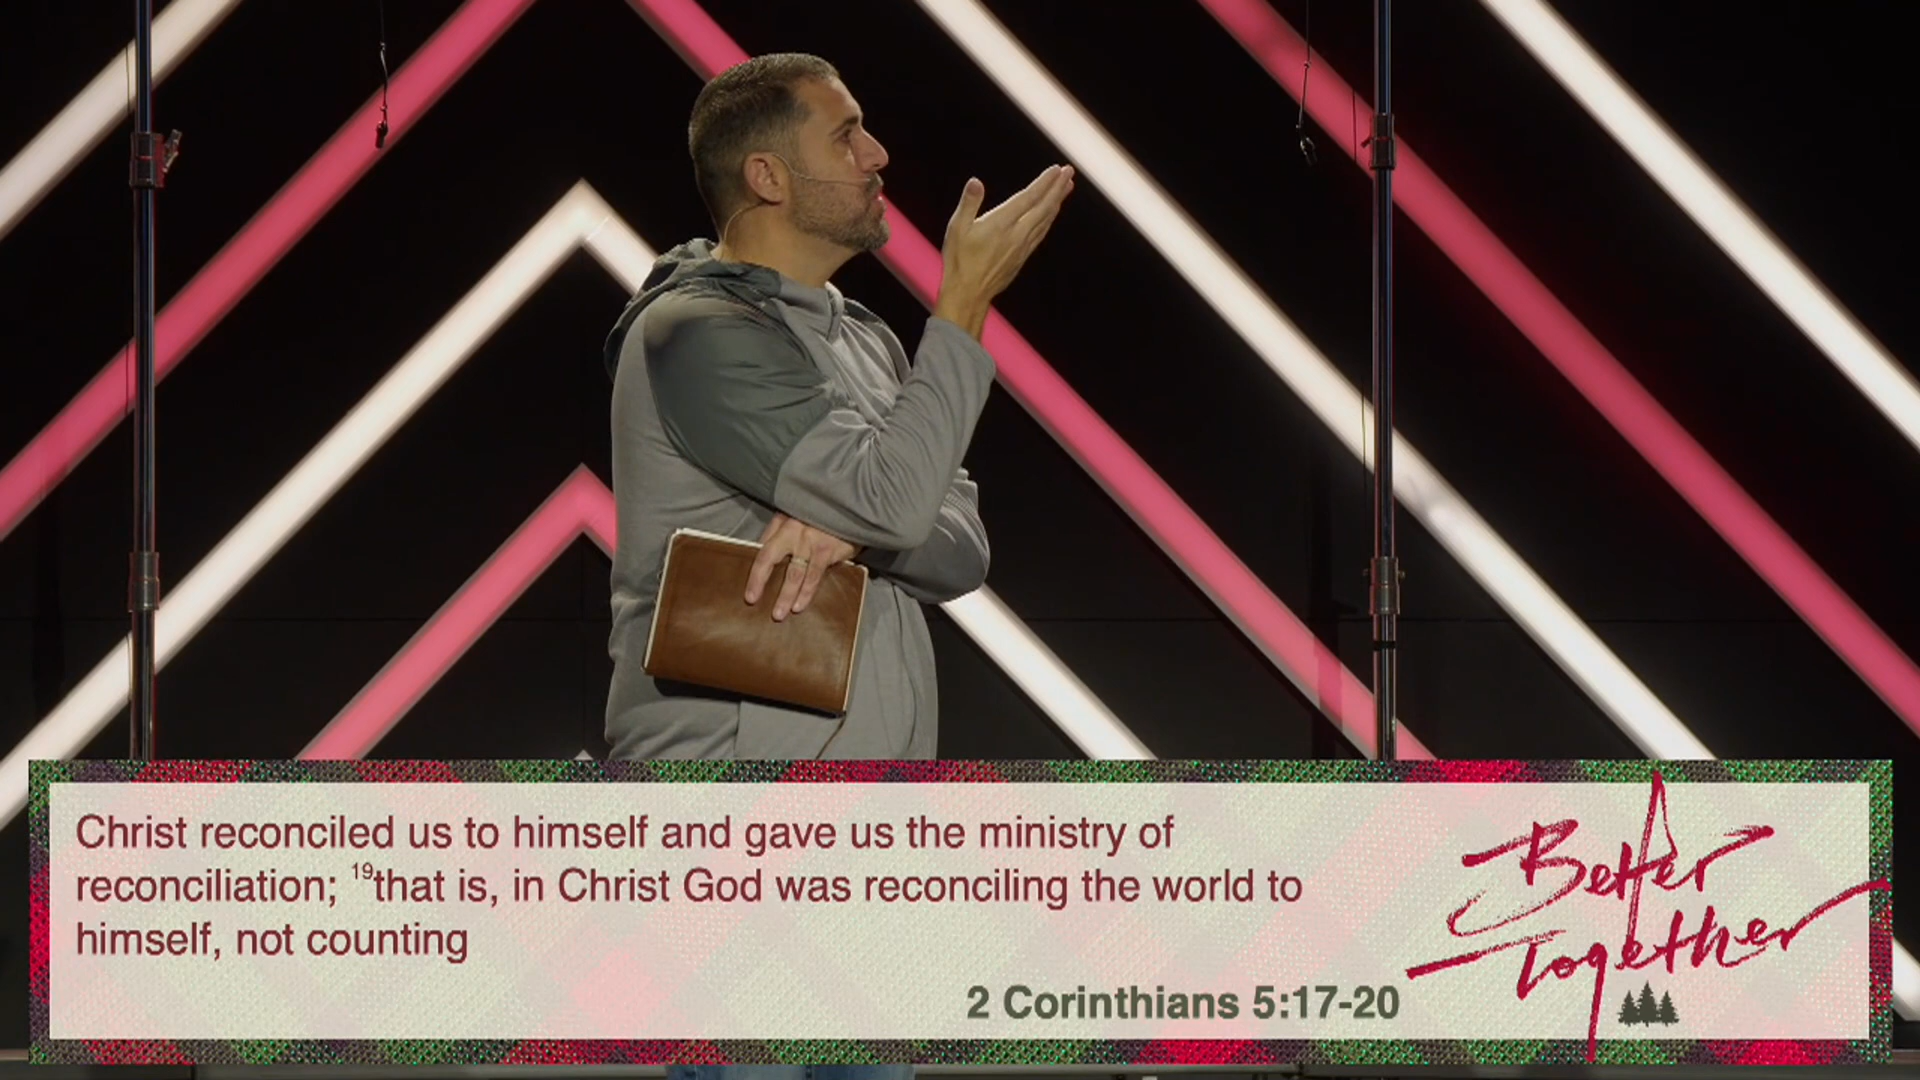 Christ reconciled us to himself and gave us the ministry of
reconciliation; ¹⁹that is, in Christ God was reconciling the world to
himself, not counting
2 Corinthians 5:17-20
Better
Together